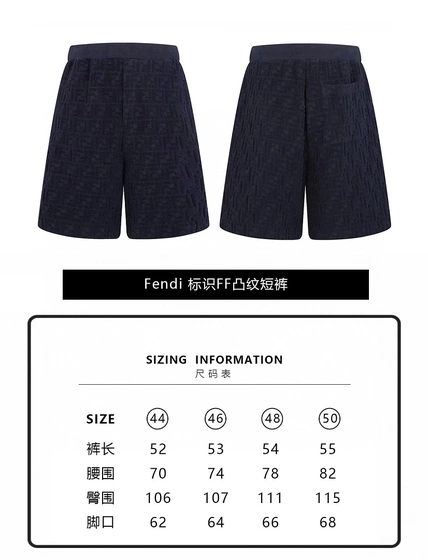 Fendi 标识FF凸纹短裤
SIZING INFORMATION
尺码表
SIZE 44 46 48 50
裤长 52 53 54 55
腰围 70 74 78 82
臀围 106 107 111 115
脚口 62 64 66 68